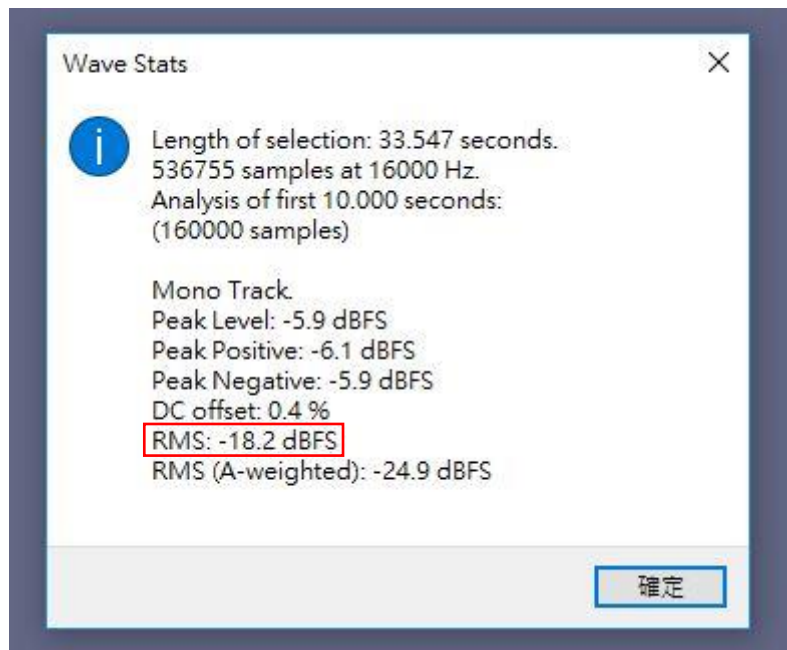 Wave Stats
Length of selection: 33.547 seconds.
536755 samples at 16000 Hz.
Analysis of first 10.000 seconds:
(160000 samples)
Mono Track.
Peak Level: -5.9 dBFS
Peak Positive: -6.1 dBFS
Peak Negative: -5.9 dBFS
DC offset: 0.4 %
RMS: -18.2 dBFS
RMS (A-weighted): -24.9 dBFS
確定